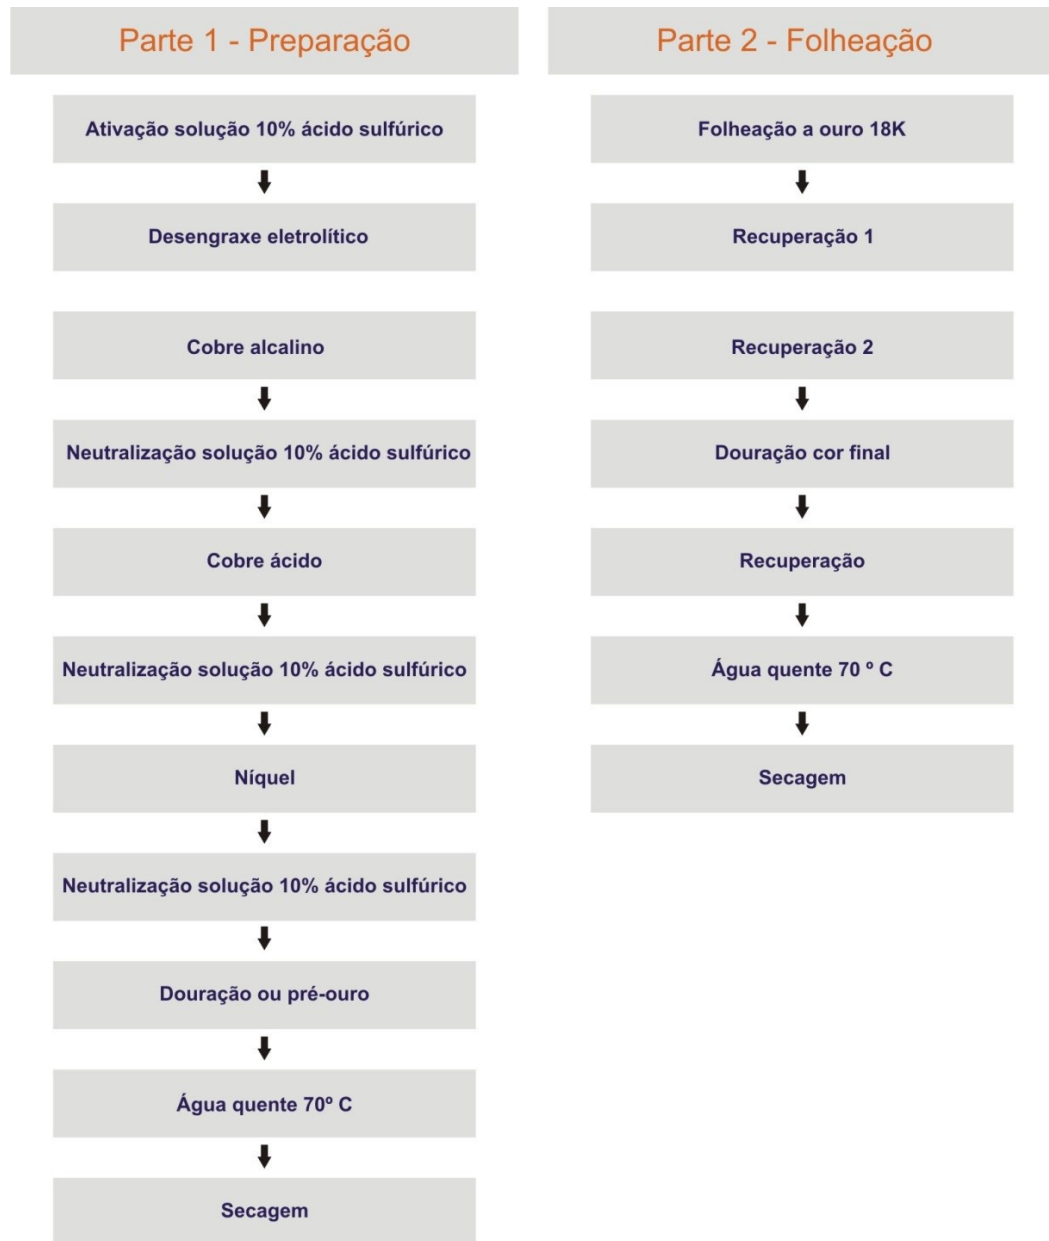 Parte 1 - Preparação
Ativação solução 10% ácido sulfúrico
Desengraxe eletrolítico
Cobre alcalino
Neutralização solução 10% ácido sulfúrico
Cobre ácido
Neutralização solução 10% ácido sulfúrico
Níquel
Neutralização solução 10% ácido sulfúrico
Douração ou pré-ouro
Água quente 70º C
Secagem
Parte 2 - Folheação
Folheação a ouro 18K
Recuperação 1
Recuperação 2
Douração cor final
Recuperação
Água quente 70 º C
Secagem